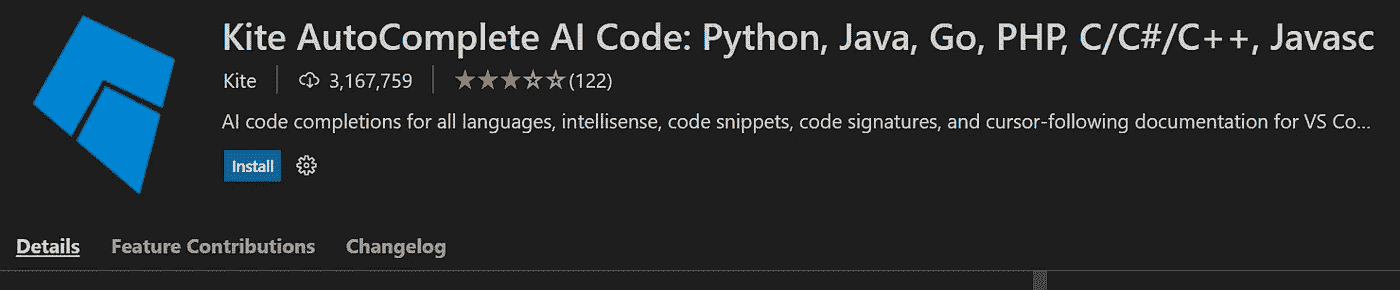 Kite AutoComplete AI Code: Python, Java, Go, PHP, C/C#/C++, Javasc
Kite 3,167,759 (122)
AI code completions for all languages, intellisense, code snippets, code signatures, and cursor-following documentation for VS Co...
Install
Details Feature Contributions Changelog